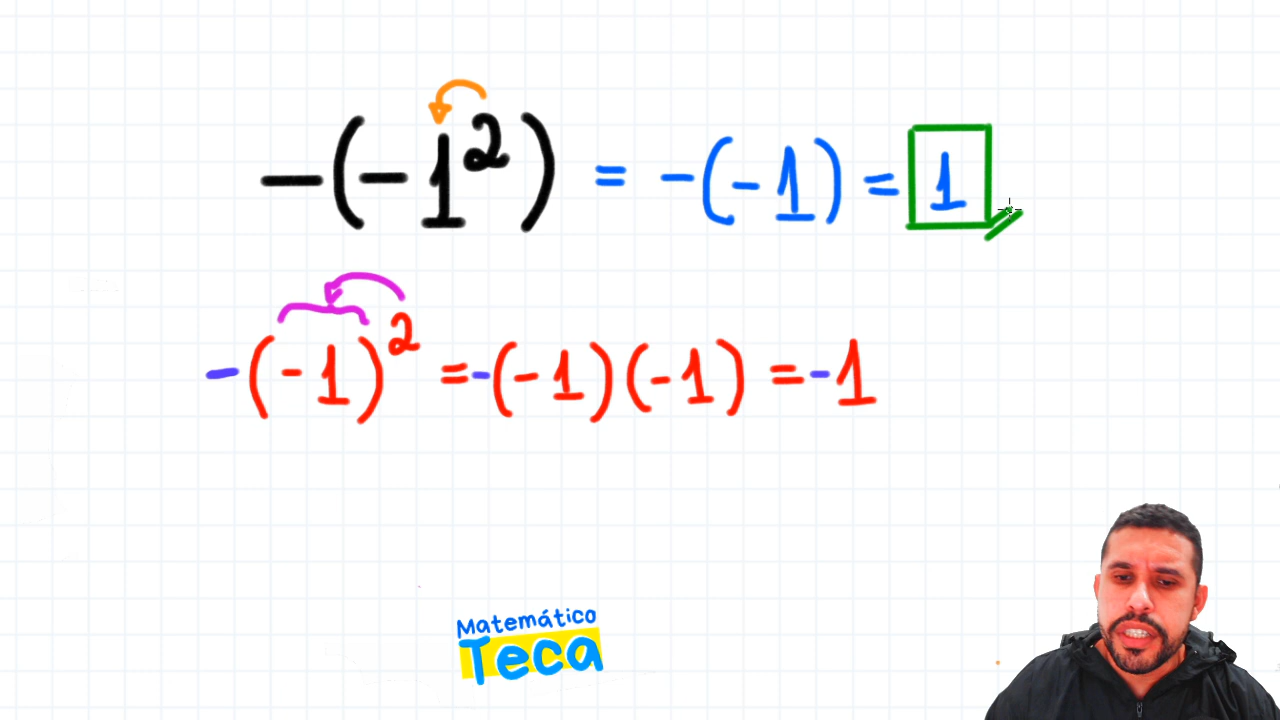 -(-1²) = -(-1) = 1
-(-1)² = -(-1)(-1) = -1
Matemático
Teca